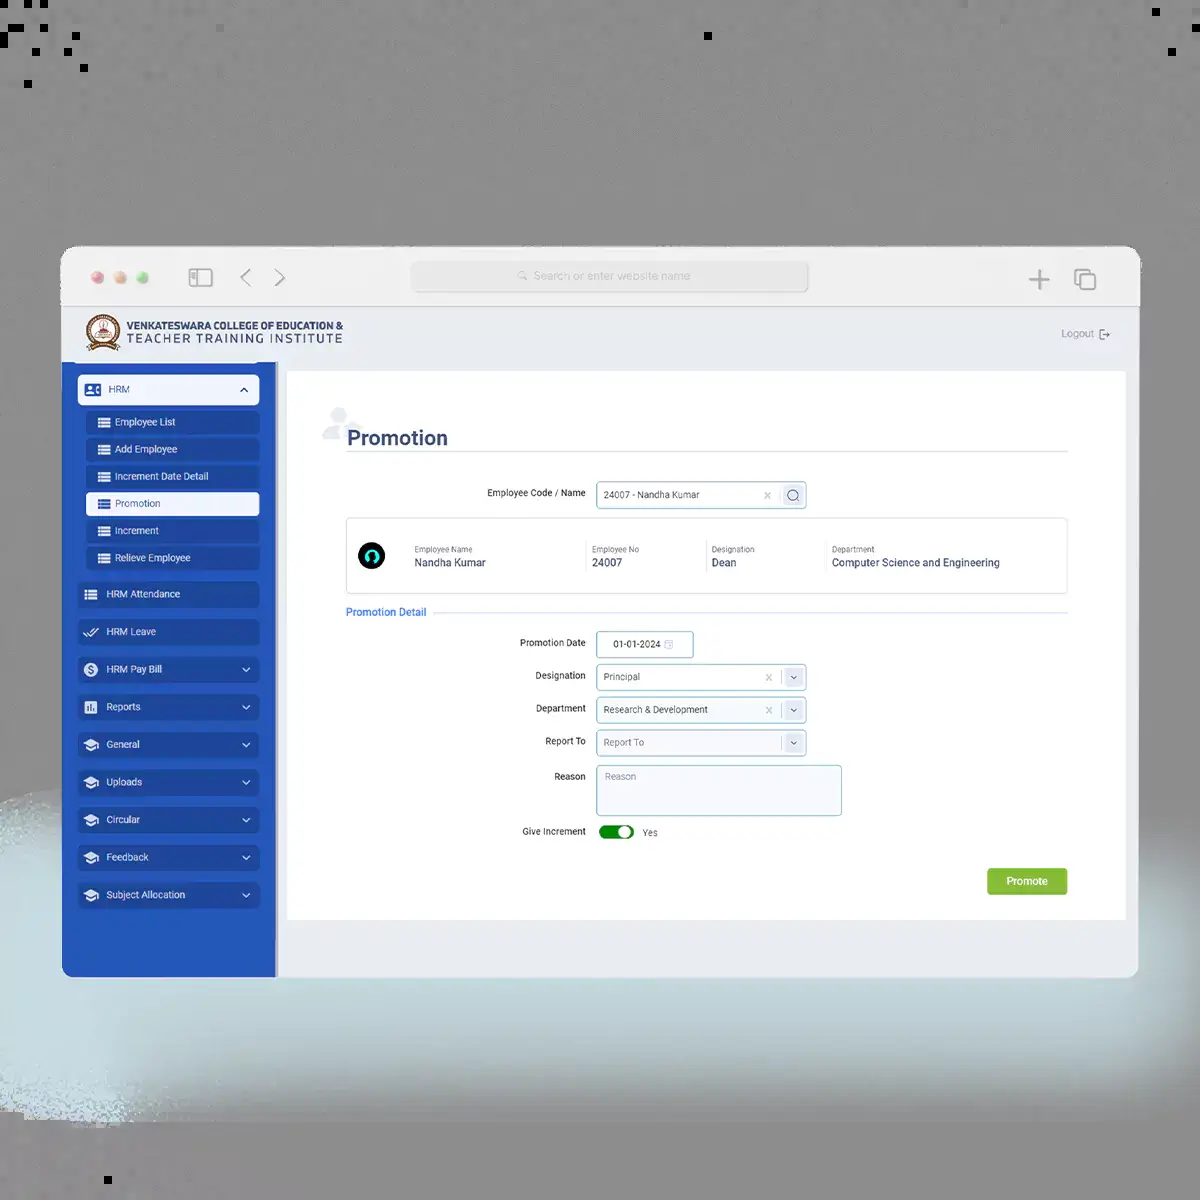 Search or enter website name
VENKATESWARA COLLEGE OF EDUCATION &
TEACHER TRAINING INSTITUTE
Logout
HRM
Employee List
Add Employee
Increment Date Detail
Promotion
Increment
Relieve Employee
HRM Attendance
HRM Leave
HRM Pay Bill
Reports
General
Uploads
Circular
Feedback
Subject Allocation
Promotion
Employee Code / Name 24007 - Nandha Kumar
Employee Name Employee No Designation Department
Nandha Kumar 24007 Dean Computer Science and Engineering
Promotion Detail
Promotion Date 01-01-2024
Designation Principal
Department Research & Development
Report To Report To
Reason Reason
Give Increment Yes
Promote